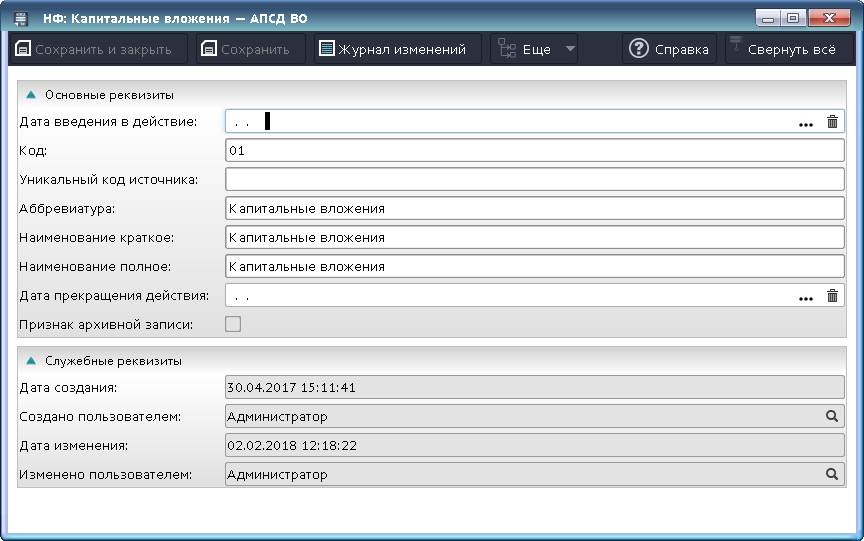 НФ: Капитальные вложения — АПСД ВО
Сохранить и закрыть Сохранить Журнал изменений Еще Справка Свернуть всё
Основные реквизиты
Дата введения в действие: . . ...
Код: 01
Уникальный код источника:
Аббревиатура: Капитальные вложения
Наименование краткое: Капитальные вложения
Наименование полное: Капитальные вложения
Дата прекращения действия: . . ...
Признак архивной записи:
Служебные реквизиты
Дата создания: 30.04.2017 15:11:41
Создано пользователем: Администратор
Дата изменения: 02.02.2018 12:18:22
Изменено пользователем: Администратор